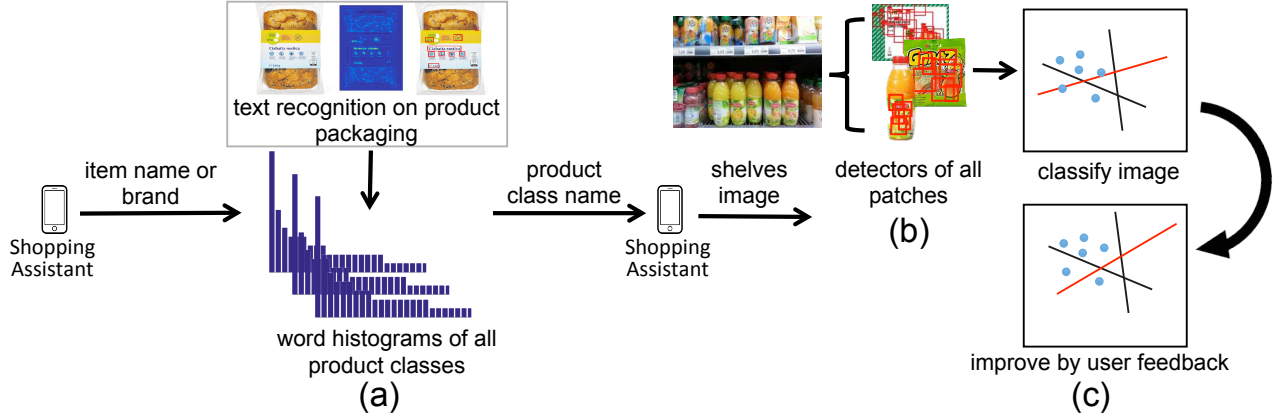 text recognition on product
packaging
item name or
brand
product
class name
shelves
image
detectors of all
patches
classify image
(b)
Shopping
Assistant
Shopping
Assistant
word histograms of all
product classes
improve by user feedback
(a)
(c)